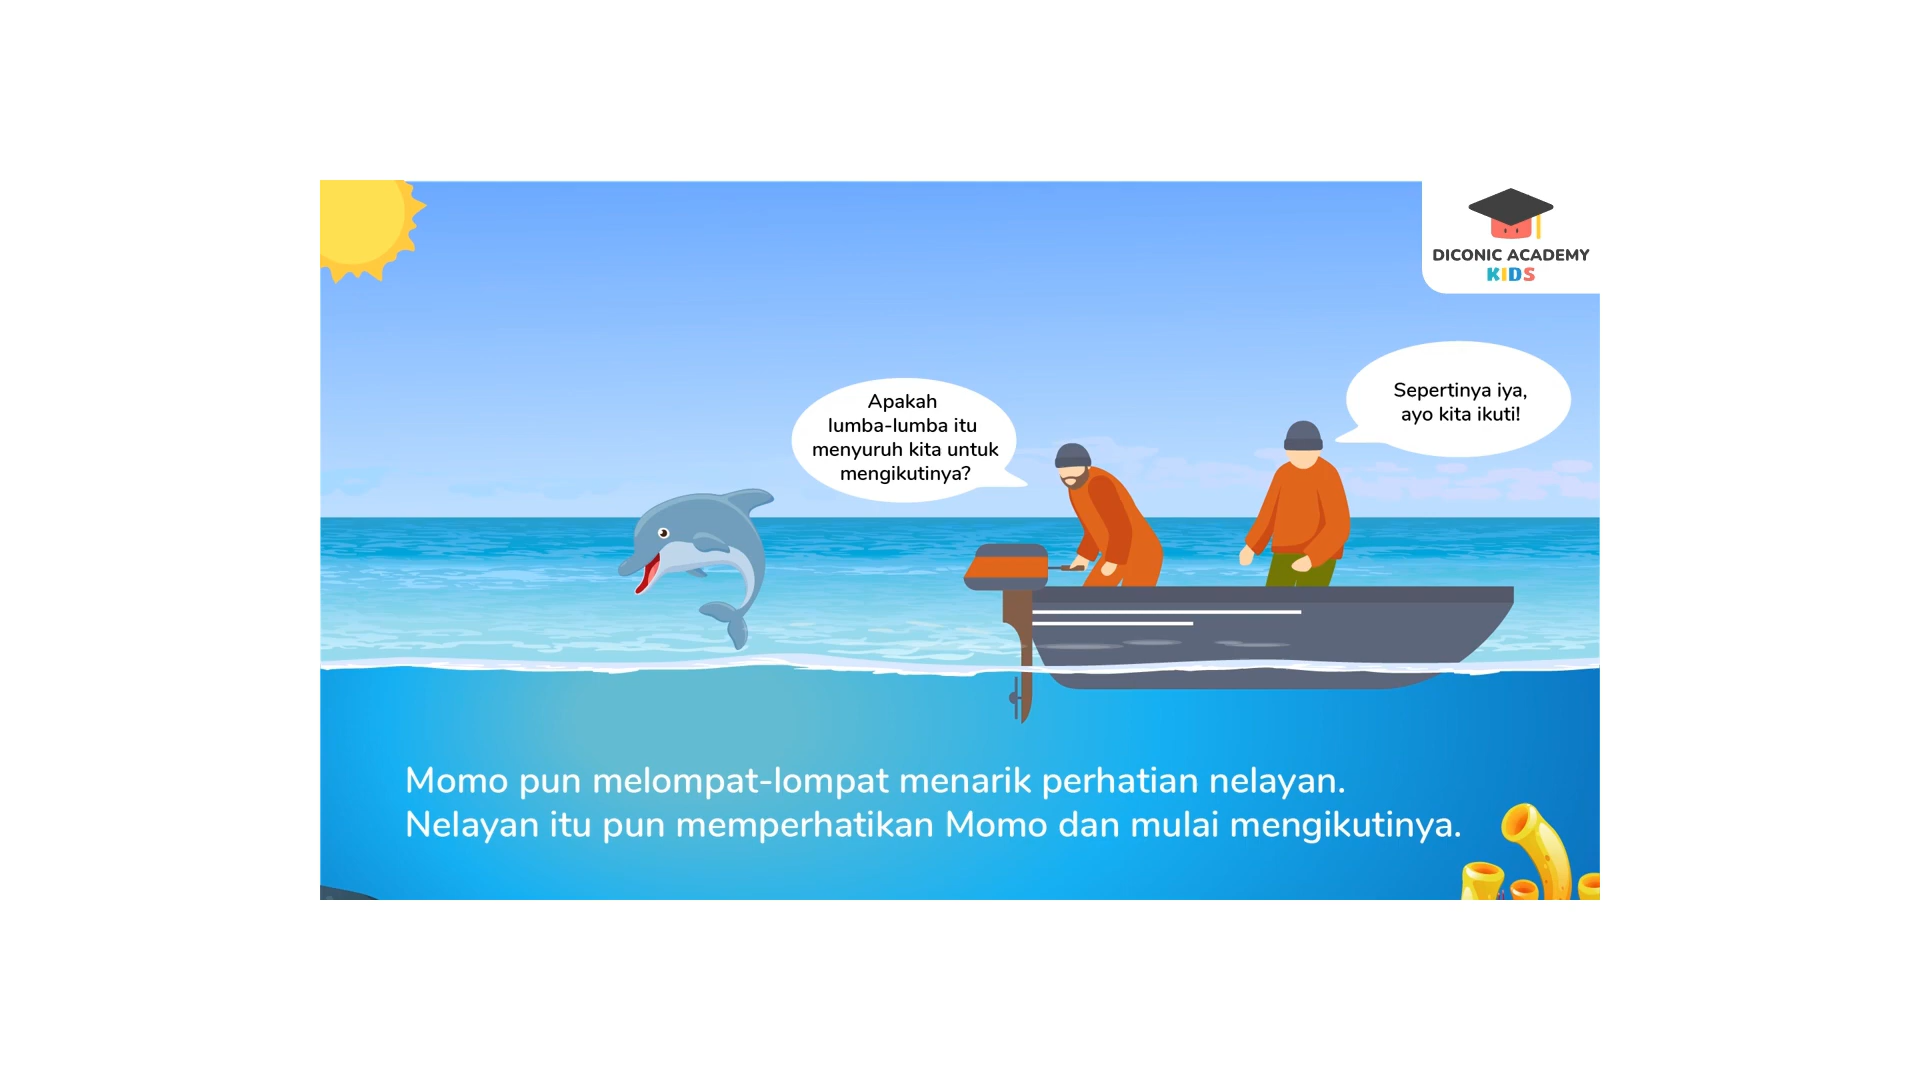 DICONIC ACADEMY
KIDS
Apakah
lumba-lumba itu
menyuruh kita untuk
mengikutinya?
Sepertinya iya,
ayo kita ikuti!
Momo pun melompat-lompat menarik perhatian nelayan.
Nelayan itu pun memperhatikan Momo dan mulai mengikutinya.